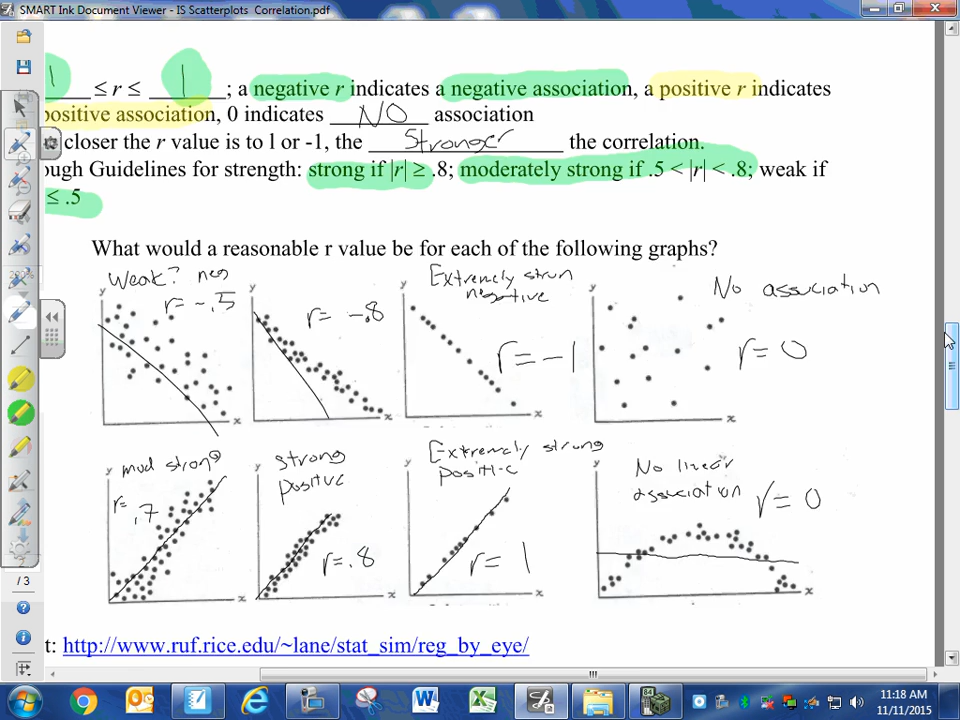 SMART Ink Document Viewer - IS Scatterplots Correlation.pdf
1 ≤ r ≤ 1 ; a negative r indicates a negative association, a positive r indicates
positive association, 0 indicates NO association
closer the r value is to 1 or -1, the Stronger the correlation.
ough Guidelines for strength: strong if |r| ≥ .8; moderately strong if .5 < |r| < .8; weak if
≤ .5
What would a reasonable r value be for each of the following graphs?
Weak? neg
r = -.5
y
x
r = -.8
y
x
Extremely stron
negative
r = -1
y
x
No association
r = 0
y
x
mod strong
r= .7
y
x
Strong
positive
r = .8
y
x
Extremely strong
positive
r = 1
y
x
No linear
association
r = 0
y
x
/ 3
t: http://www.ruf.rice.edu/~lane/stat_sim/reg_by_eye/
11:18 AM
11/11/2015